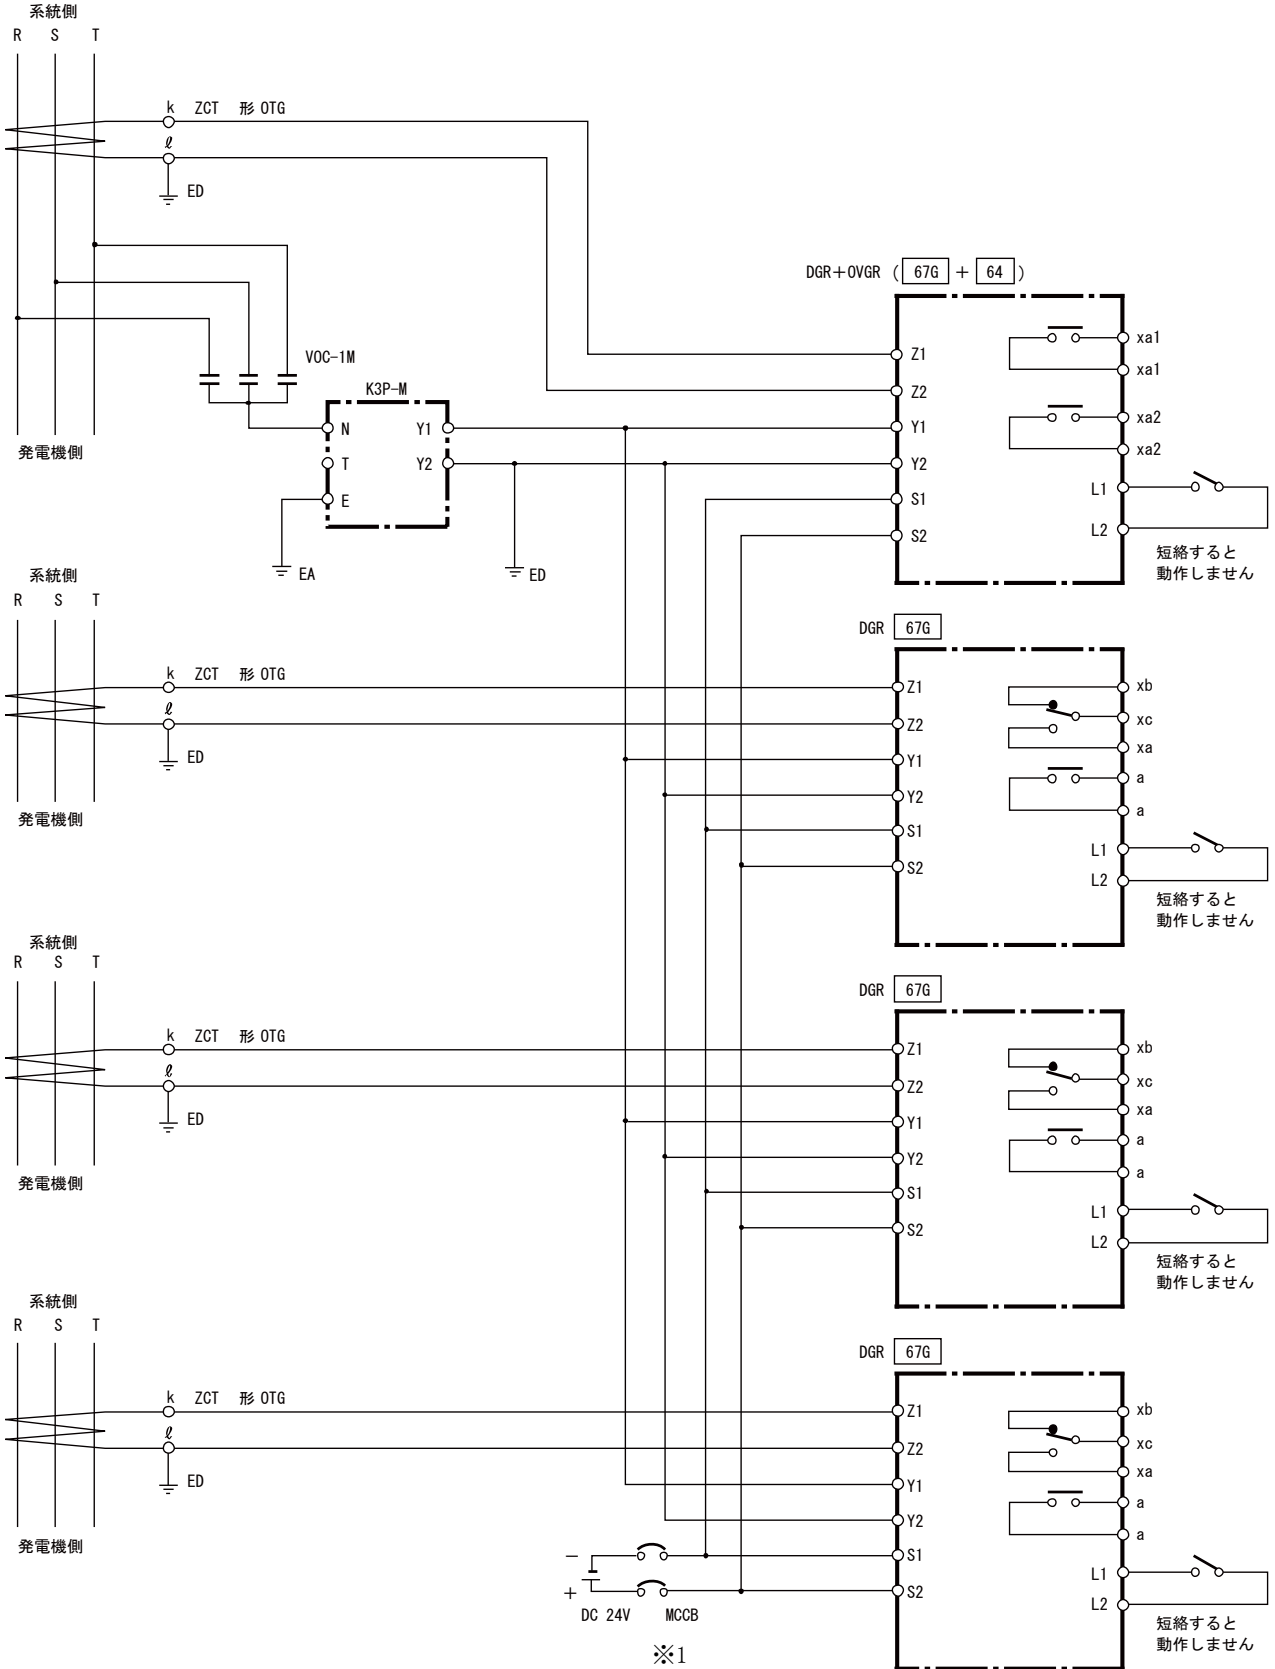 系統側
R S T
k ZCT 形 OTG
ℓ
ED
DGR+OVGR ( 67G + 64 )
VOC-1M
K3P-M
N Y1
T Y2
E
発電機側
EA
ED
Z1
Z2
Y1
Y2
S1
S2
xa1
xa1
xa2
xa2
L1
L2
短絡すると
動作しません
系統側
R S T
k ZCT 形 OTG
ℓ
ED
発電機側
DGR 67G
Z1
Z2
Y1
Y2
S1
S2
xb
xc
xa
a
a
L1
L2
短絡すると
動作しません
系統側
R S T
k ZCT 形 OTG
ℓ
ED
発電機側
DGR 67G
Z1
Z2
Y1
Y2
S1
S2
xb
xc
xa
a
a
L1
L2
短絡すると
動作しません
系統側
R S T
k ZCT 形 OTG
ℓ
ED
発電機側
DGR 67G
Z1
Z2
Y1
Y2
S1
S2
xb
xc
xa
a
a
L1
L2
短絡すると
動作しません
−
+
DC 24V MCCB
※1